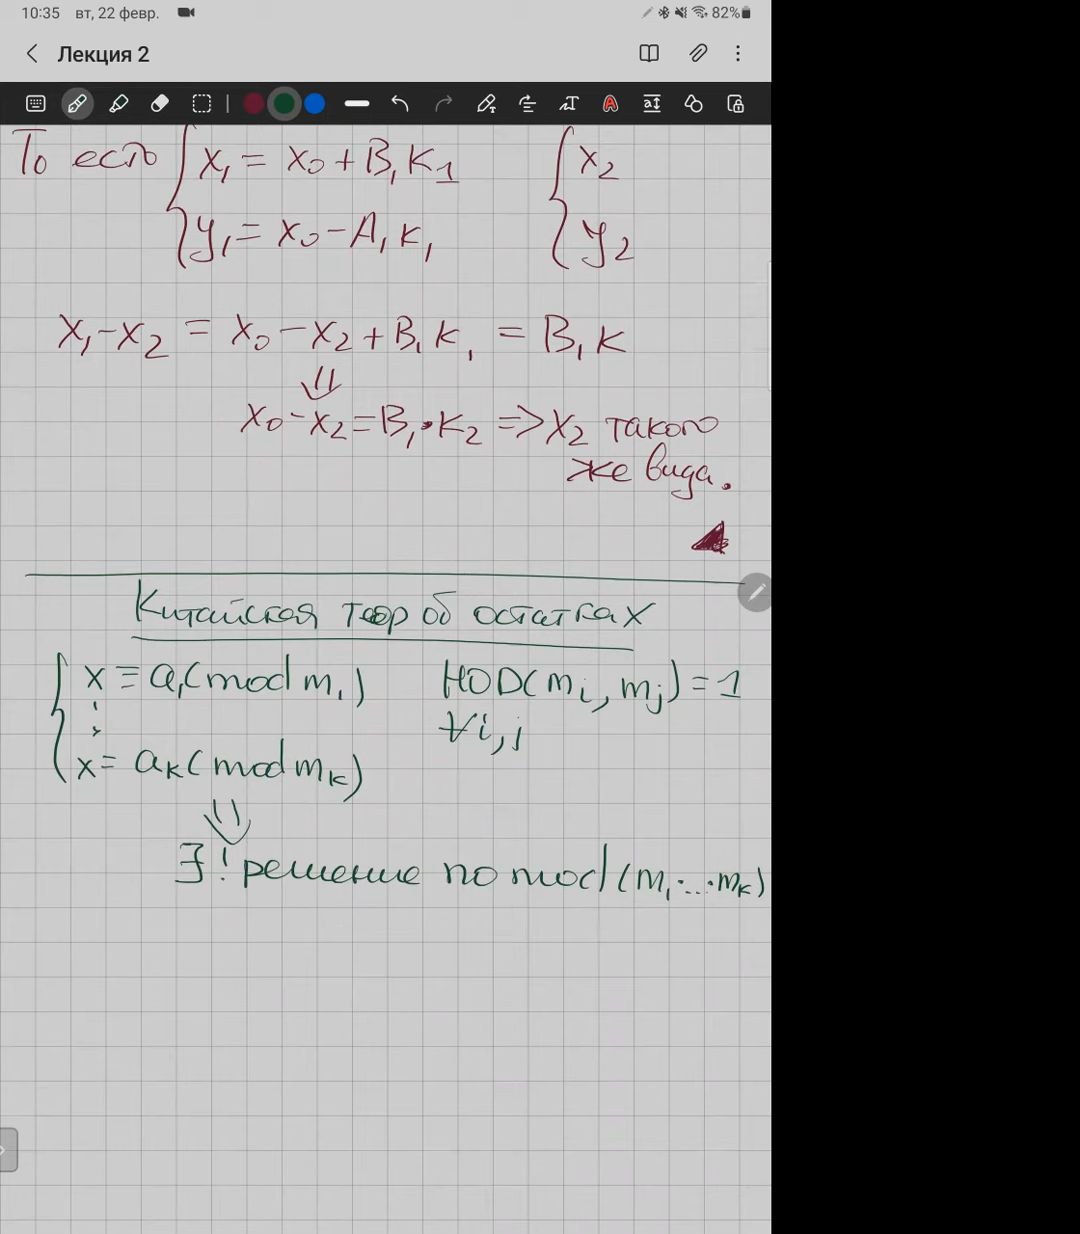 10:35 вт, 22 февр. 82%
Лекция 2
То есть { x₁ = x₀ + B₁K₁ { x₂
y₁ = x₀ − A₁K₁ y₂
x₁ − x₂ = x₀ − x₂ + B₁K₁ = B₁K
⇓
x₀ − x₂ = B₁·K₂ => x₂ такого
же вида.
Китайская теор об остатках
{ x ≡ a₁(mod m₁) НОD(mᵢ, mⱼ) = 1
⋮ ∀i,j
x = aₖ(mod mₖ)
⇓
∃! решение по mod (m₁·…·mₖ)